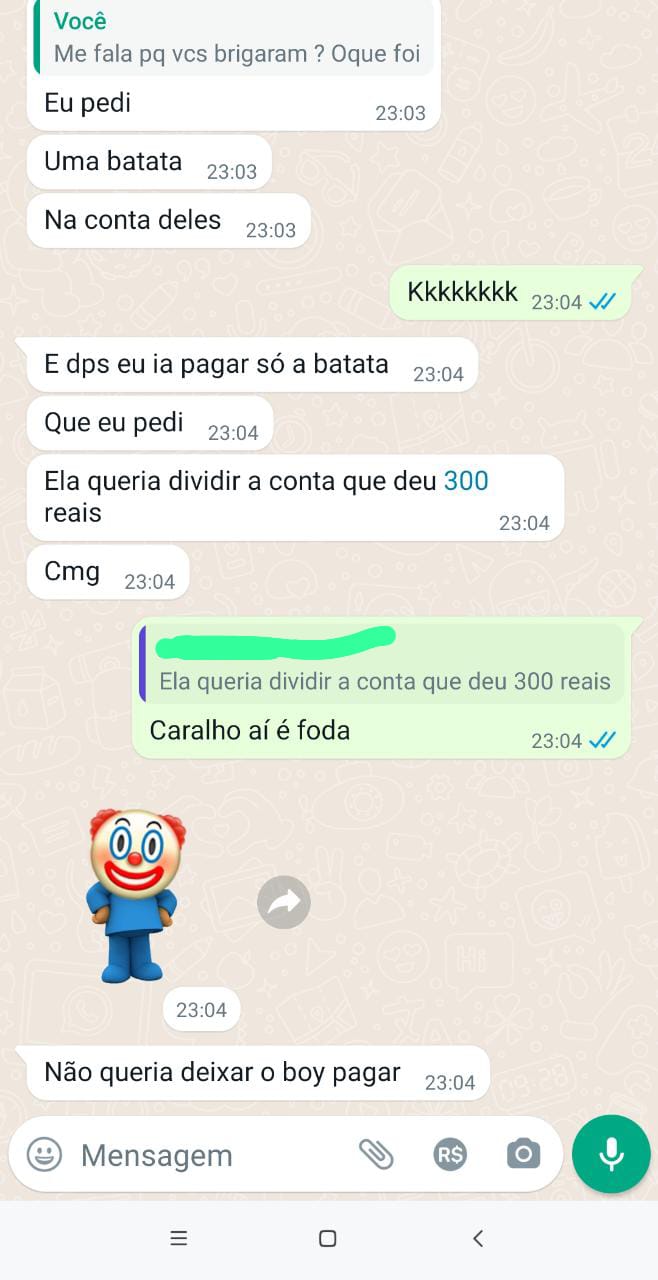 Você
Me fala pq vcs brigaram ? Oque foi
Eu pedi
23:03
Uma batata
23:03
Na conta deles
23:03
Kkkkkkkk
23:04
E dps eu ia pagar só a batata
23:04
Que eu pedi
23:04
Ela queria dividir a conta que deu 300
reais
23:04
Cmg
23:04
Ela queria dividir a conta que deu 300 reais
Caralho aí é foda
23:04
23:04
Não queria deixar o boy pagar
23:04
Mensagem
R$